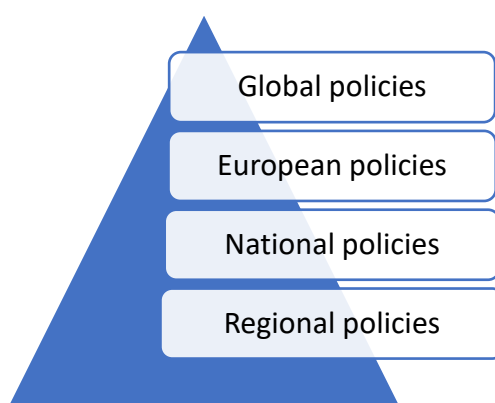 Global policies
European policies
National policies
Regional policies